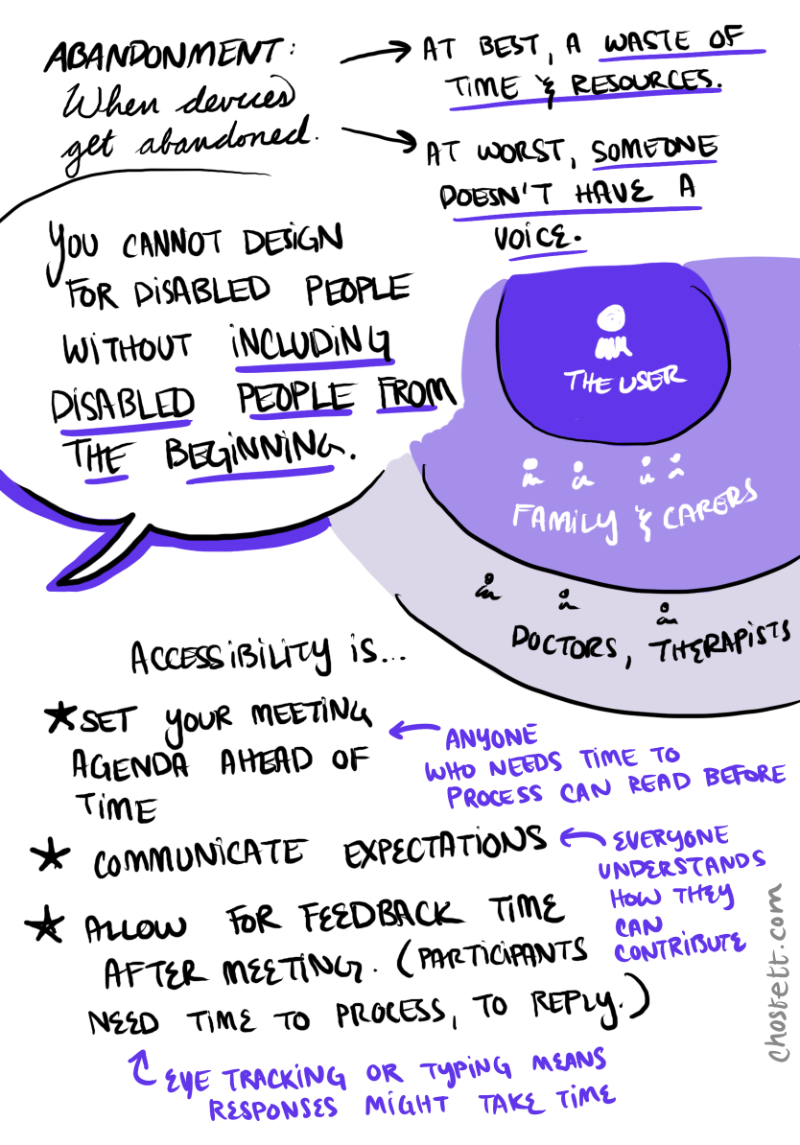 ABANDONMENT:
When devices
get abandoned.
AT BEST, A WASTE OF
TIME & RESOURCES.
AT WORST, SOMEONE
DOESN'T HAVE A
VOICE.
YOU CANNOT DESIGN
FOR DISABLED PEOPLE
WITHOUT INCLUDING
DISABLED PEOPLE FROM
THE BEGINNING.
THE USER
FAMILY & CARERS
DOCTORS, THERAPISTS
ACCESSIBILITY IS...
* SET YOUR MEETING
AGENDA AHEAD OF
TIME
ANYONE
WHO NEEDS TIME TO
PROCESS CAN READ BEFORE
* COMMUNICATE EXPECTATIONS
EVERYONE
UNDERSTANDS
HOW THEY
CAN
CONTRIBUTE
* ALLOW FOR FEEDBACK TIME
AFTER MEETING. (PARTICIPANTS
NEED TIME TO PROCESS, TO REPLY.)
EYE TRACKING OR TYPING MEANS
RESPONSES MIGHT TAKE TIME
chosfett.com